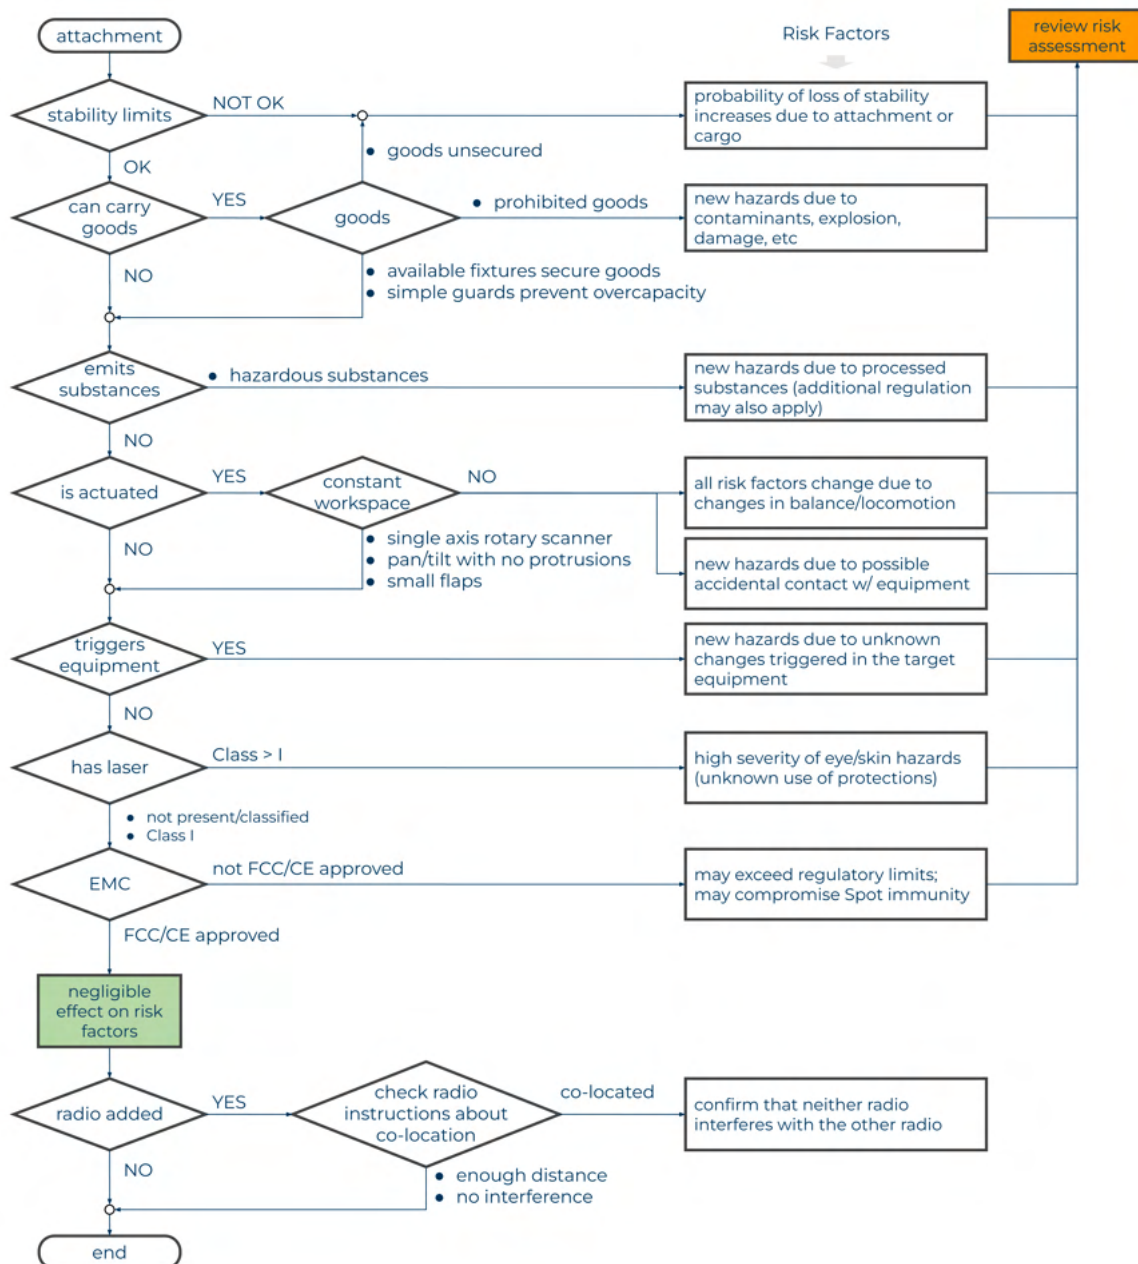 attachment
Risk Factors
review risk
assessment
stability limits
NOT OK
probability of loss of stability
increases due to attachment or
cargo
OK
● goods unsecured
can carry
goods
YES
goods
● prohibited goods
new hazards due to
contaminants, explosion,
damage, etc
NO
● available fixtures secure goods
● simple guards prevent overcapacity
emits
substances
● hazardous substances
new hazards due to processed
substances (additional regulation
may also apply)
NO
is actuated
YES
constant
workspace
NO
all risk factors change due to
changes in balance/locomotion
NO
● single axis rotary scanner
● pan/tilt with no protrusions
● small flaps
new hazards due to possible
accidental contact w/ equipment
triggers
equipment
YES
new hazards due to unknown
changes triggered in the target
equipment
NO
has laser
Class > I
high severity of eye/skin hazards
(unknown use of protections)
● not present/classified
● Class I
EMC
not FCC/CE approved
may exceed regulatory limits;
may compromise Spot immunity
FCC/CE approved
negligible
effect on risk
factors
radio added
YES
check radio
instructions about
co-location
co-located
confirm that neither radio
interferes with the other radio
NO
● enough distance
● no interference
end